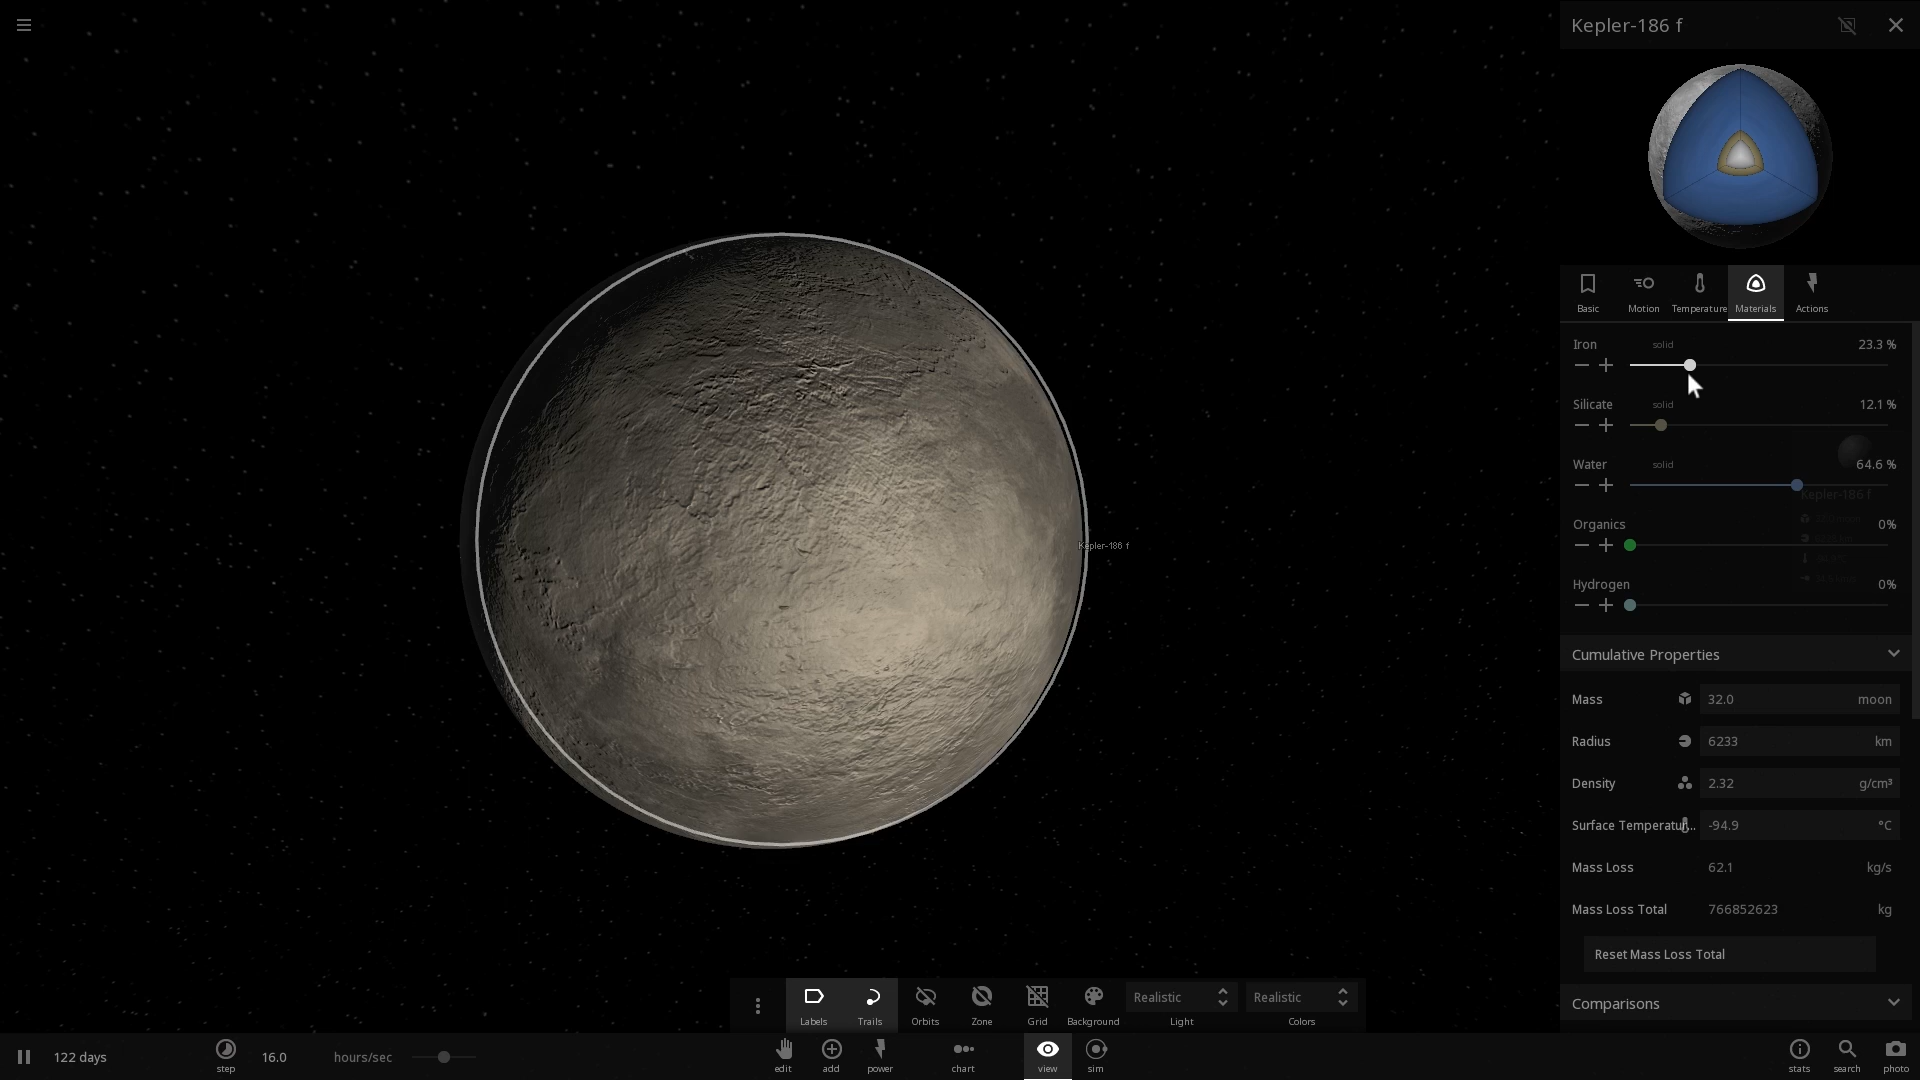 Kepler-186 f
Basic
Motion
Temperature
Materials
Actions
Iron solid 23.3 %
Silicate solid 12.1 %
Water solid 64.6 %
Kepler-186 f
Organics 0%
Kepler-186 f
Hydrogen 0%
Cumulative Properties
Mass 32.0 moon
Radius 6233 km
Density 2.32 g/cm³
Surface Temperatur... -94.9 °C
Mass Loss 62.1 kg/s
Mass Loss Total 766852623 kg
Reset Mass Loss Total
Comparisons
Labels
Trails
Orbits
Zone
Grid
Background
Realistic
Light
Realistic
Colors
122 days
step
16.0 hours/sec
edit
add
power
chart
view
sim
stats
search
photo